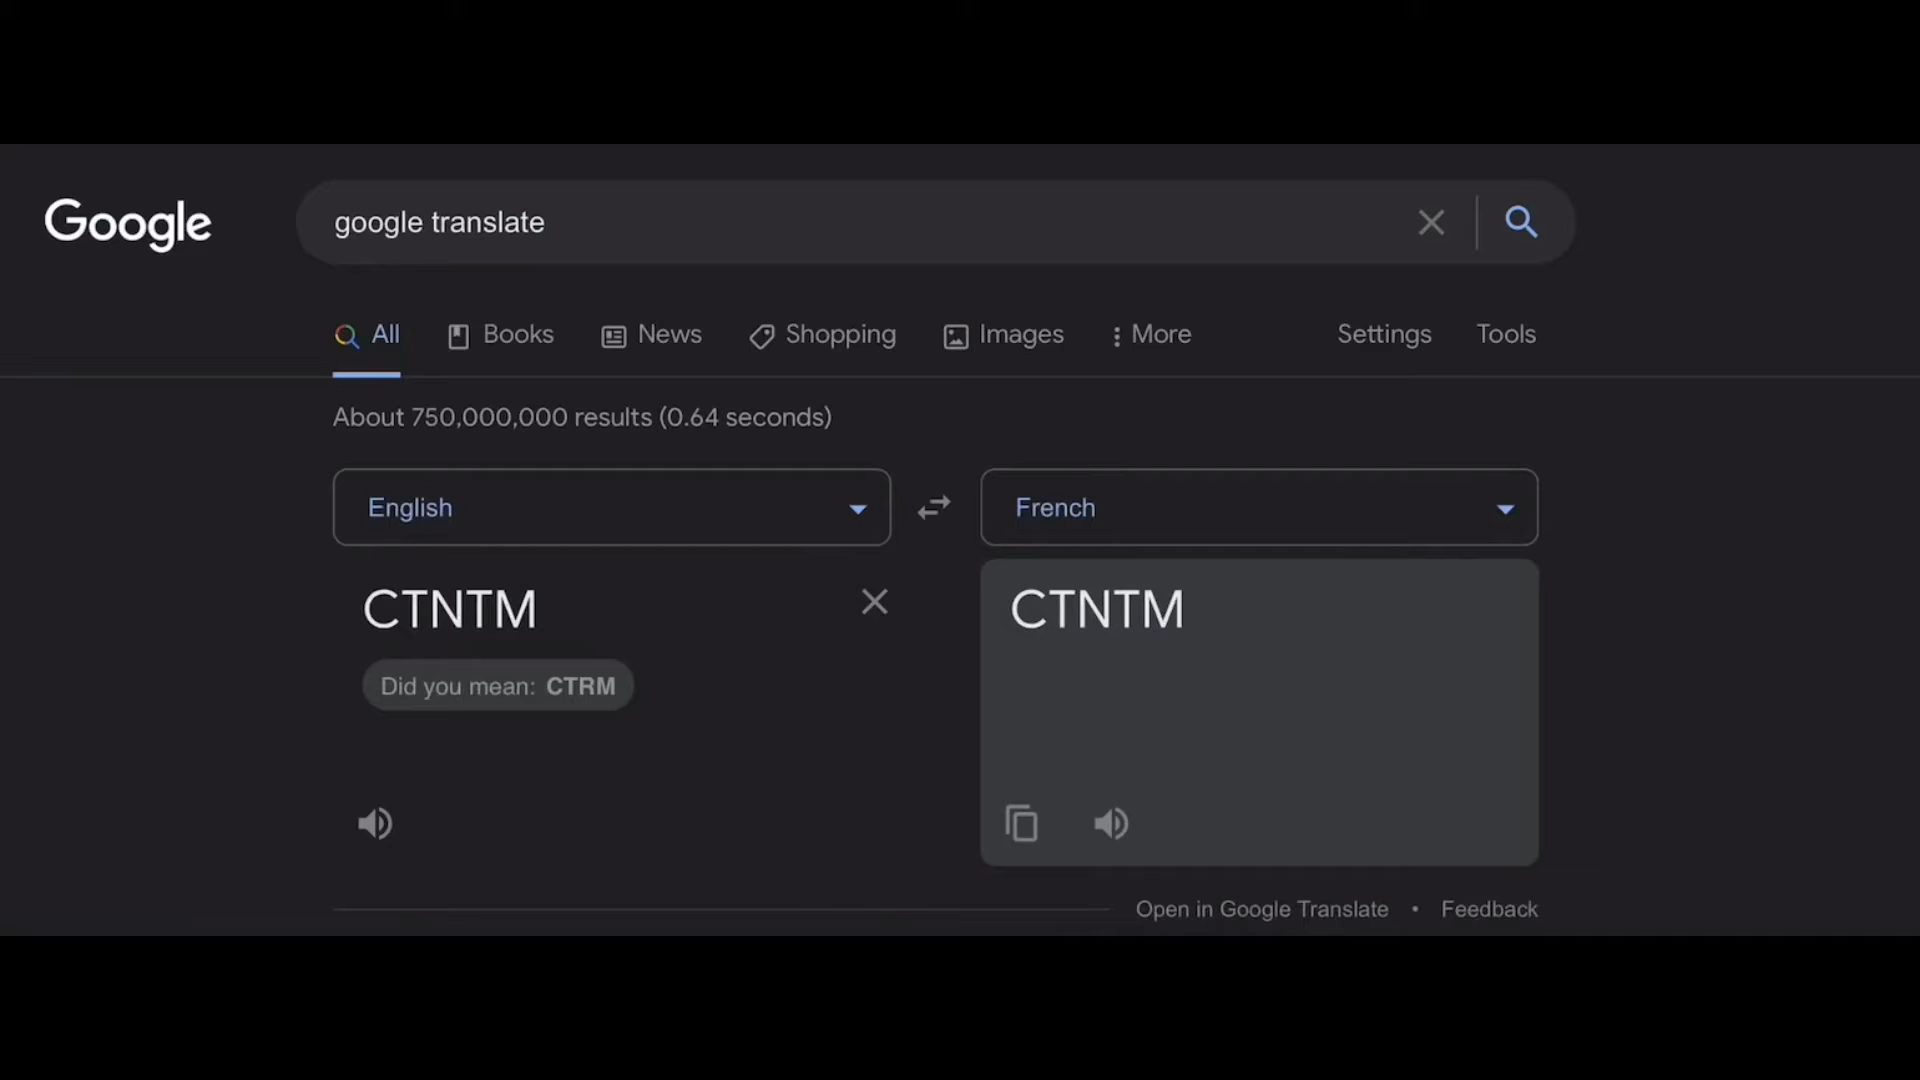 Google
google translate
All Books News Shopping Images More Settings Tools
About 750,000,000 results (0.64 seconds)
English French
CTNTM CTNTM
Did you mean: CTRM
Open in Google Translate • Feedback